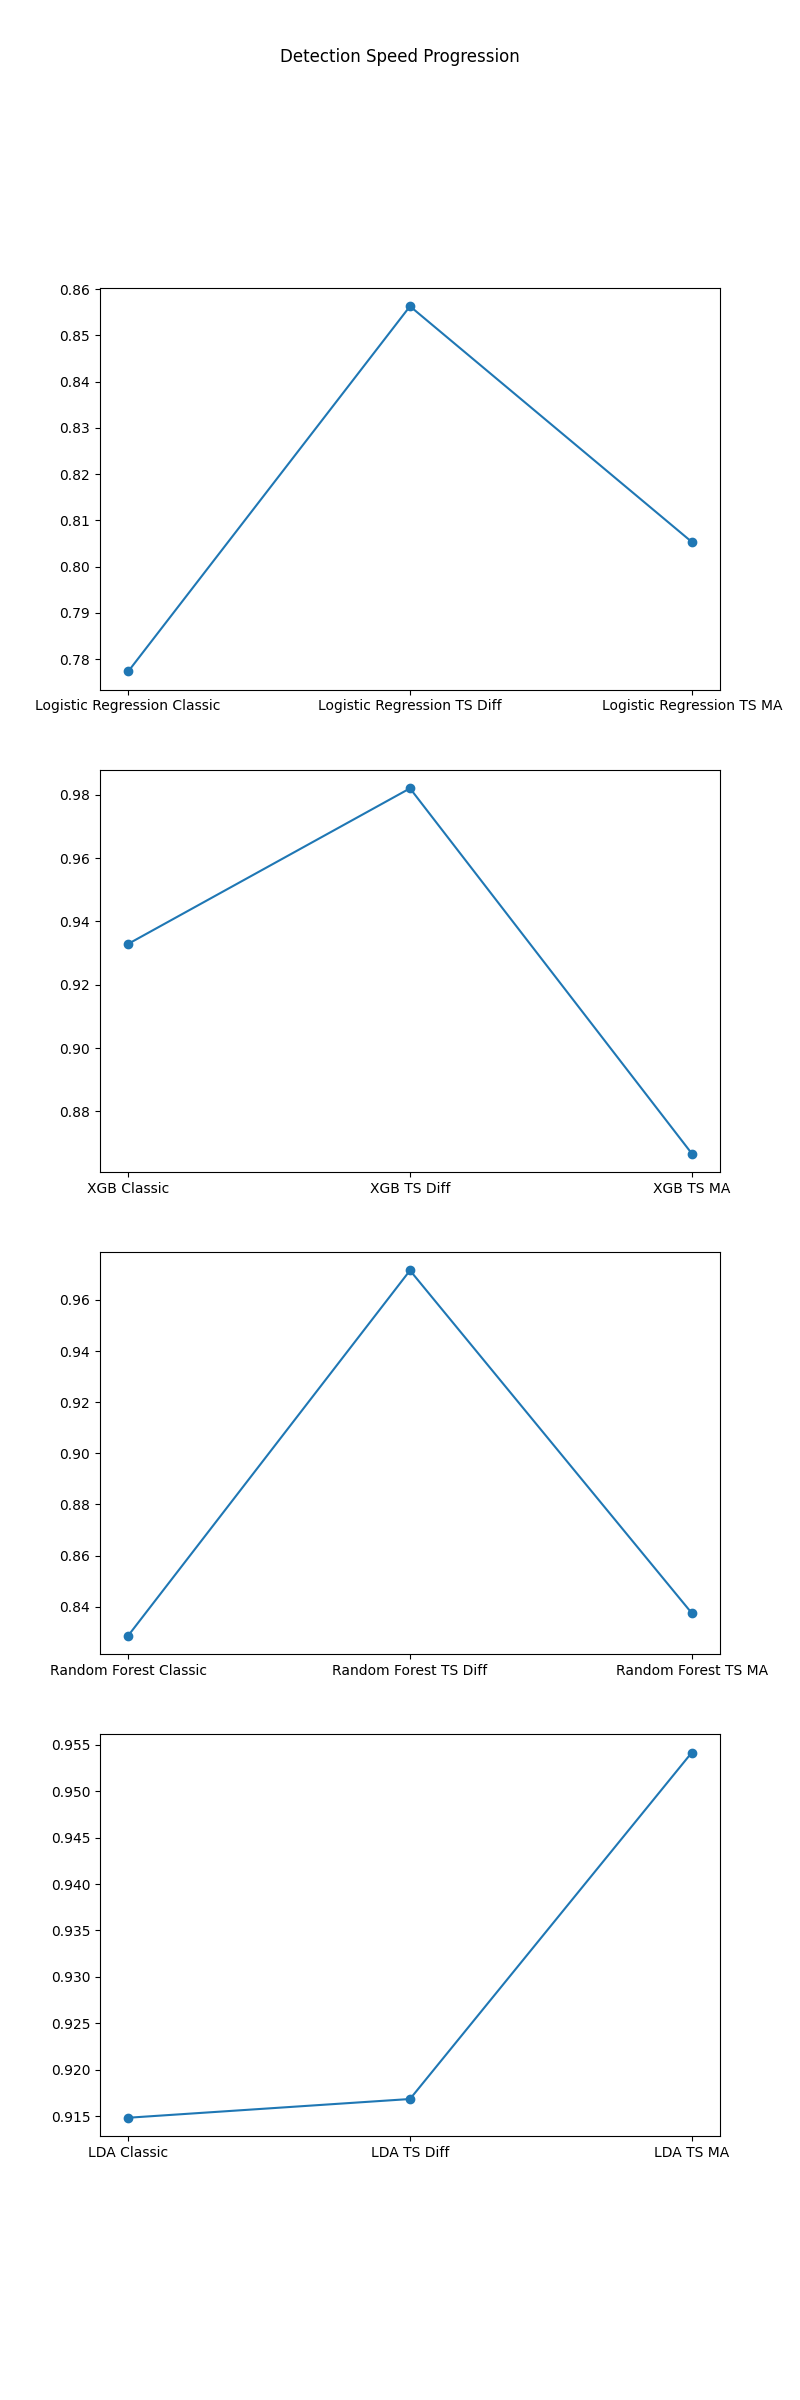 Detection Speed Progression
0.86
0.85
0.84
0.83
0.82
0.81
0.80
0.79
0.78
Logistic Regression Classic
Logistic Regression TS Diff
Logistic Regression TS MA
0.98
0.96
0.94
0.92
0.90
0.88
XGB Classic
XGB TS Diff
XGB TS MA
0.96
0.94
0.92
0.90
0.88
0.86
0.84
Random Forest Classic
Random Forest TS Diff
Random Forest TS MA
0.955
0.950
0.945
0.940
0.935
0.930
0.925
0.920
0.915
LDA Classic
LDA TS Diff
LDA TS MA